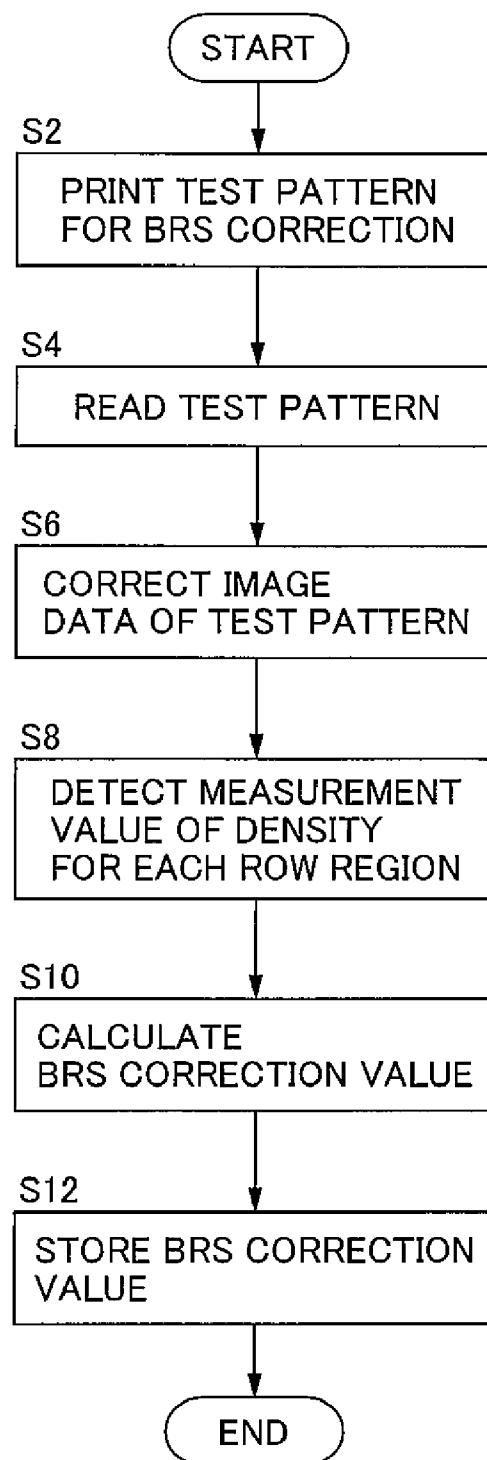 START
S2
PRINT TEST PATTERN
FOR BRS CORRECTION
S4
READ TEST PATTERN
S6
CORRECT IMAGE
DATA OF TEST PATTERN
S8
DETECT MEASUREMENT
VALUE OF DENSITY
FOR EACH ROW REGION
S10
CALCULATE
BRS CORRECTION VALUE
S12
STORE BRS CORRECTION
VALUE
END